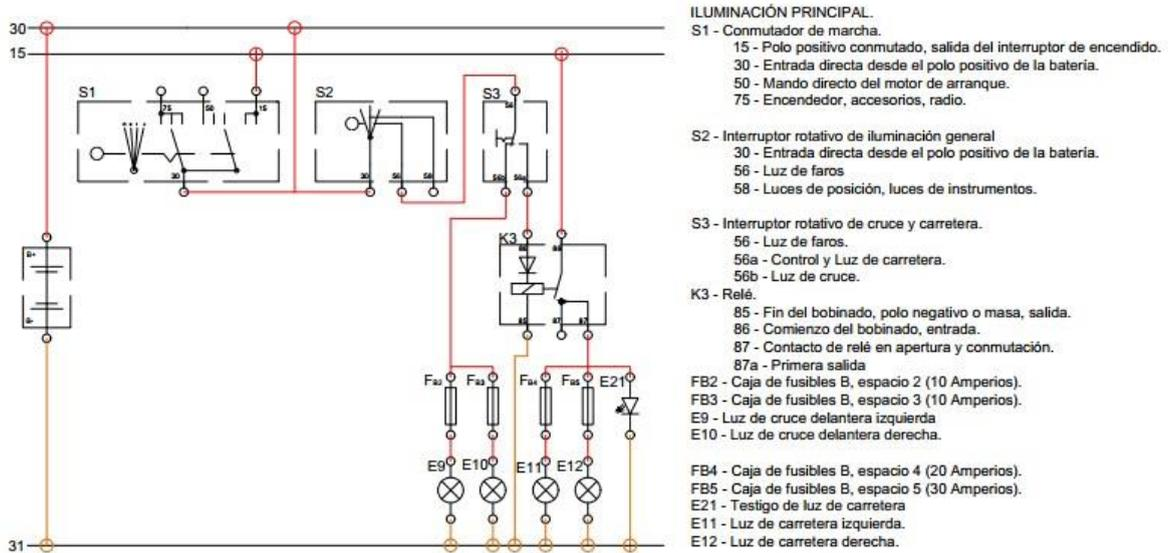 30
15
S1
75
50
15
30
S2
30
56
58
S3
56
56b
56a
K3
86
85
87
87
B+
B-
FB2
FB3
FB4
FB5
E21
E9
E10
E11
E12
31
ILUMINACIÓN PRINCIPAL.
S1 - Conmutador de marcha.
15 - Polo positivo conmutado, salida del interruptor de encendido.
30 - Entrada directa desde el polo positivo de la batería.
50 - Mando directo del motor de arranque.
75 - Encendedor, accesorios, radio.
S2 - Interruptor rotativo de iluminación general
30 - Entrada directa desde el polo positivo de la batería.
56 - Luz de faros
58 - Luces de posición, luces de instrumentos.
S3 - Interruptor rotativo de cruce y carretera.
56 - Luz de faros.
56a - Control y Luz de carretera.
56b - Luz de cruce.
K3 - Relé.
85 - Fin del bobinado, polo negativo o masa, salida.
86 - Comienzo del bobinado, entrada.
87 - Contacto de relé en apertura y conmutación.
87a - Primera salida
FB2 - Caja de fusibles B, espacio 2 (10 Amperios).
FB3 - Caja de fusibles B, espacio 3 (10 Amperios).
E9 - Luz de cruce delantera izquierda
E10 - Luz de cruce delantera derecha.
FB4 - Caja de fusibles B, espacio 4 (20 Amperios).
FB5 - Caja de fusibles B, espacio 5 (30 Amperios).
E21 - Testigo de luz de carretera
E11 - Luz de carretera izquierda.
E12 - Luz de carretera derecha.